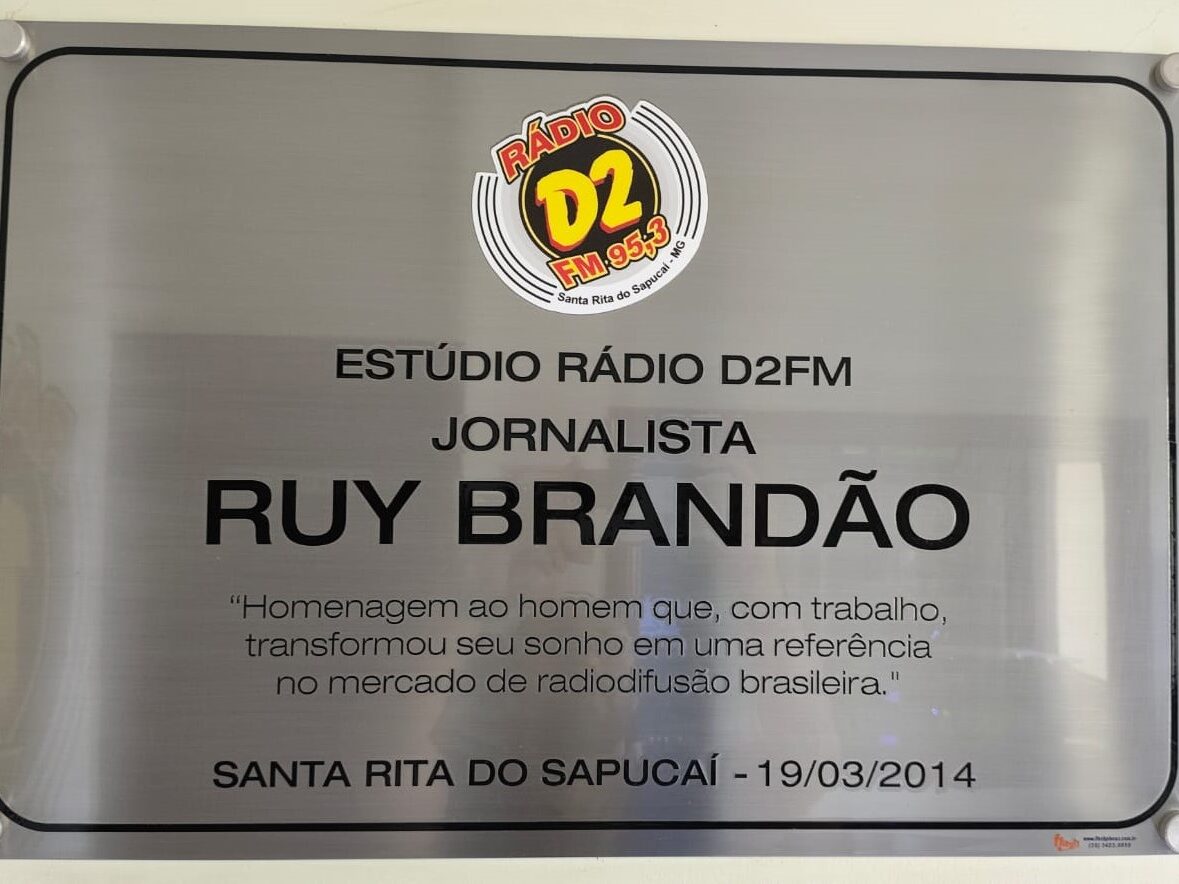 RÁDIO
D2
FM 95,3
Santa Rita do Sapucaí - MG
ESTÚDIO RÁDIO D2FM
JORNALISTA
RUY BRANDÃO
“Homenagem ao homem que, com trabalho,
transformou seu sonho em uma referência
no mercado de radiodifusão brasileira."
SANTA RITA DO SAPUCAÍ - 19/03/2014